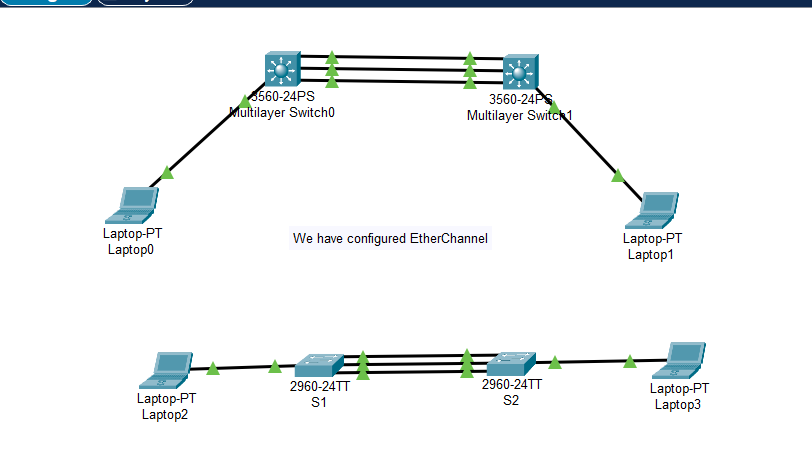 3560-24PS
Multilayer Switch0
3560-24PS
Multilayer Switch1
Laptop-PT
Laptop0
We have configured EtherChannel
Laptop-PT
Laptop1
Laptop-PT
Laptop2
2960-24TT
S1
2960-24TT
S2
Laptop-PT
Laptop3